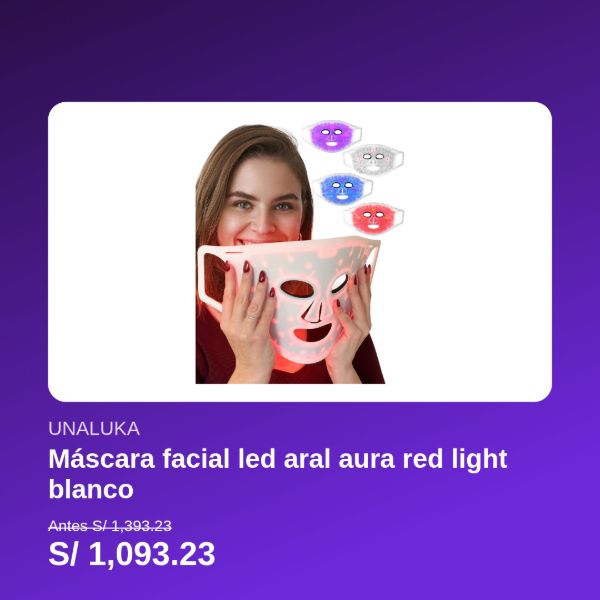 UNALUKA
Máscara facial led aral aura red light
blanco
Antes S/ 1,393.23
S/ 1,093.23